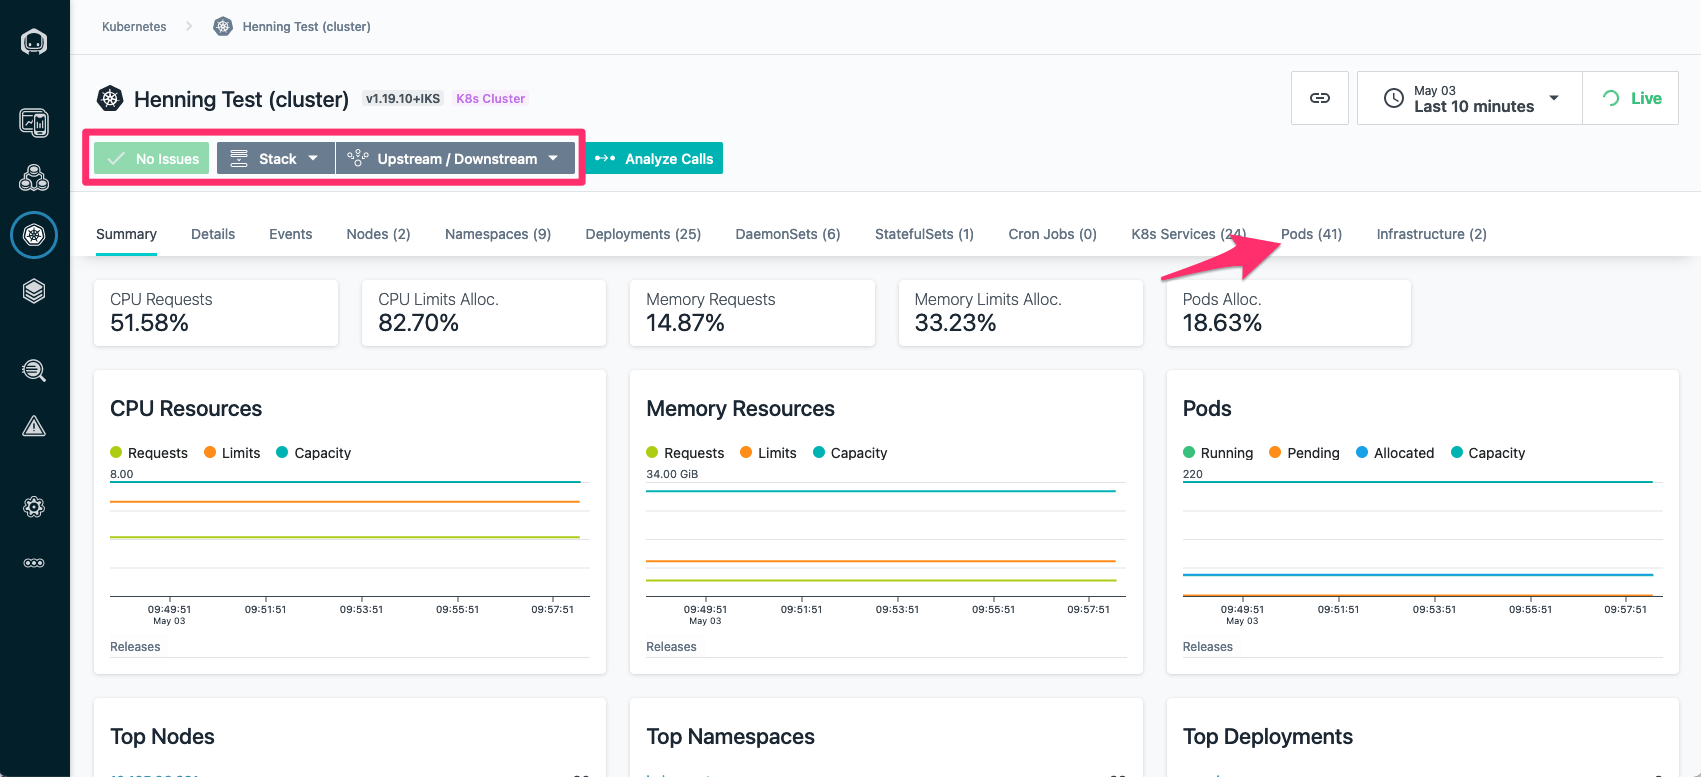 Kubernetes
Henning Test (cluster)
Henning Test (cluster) v1.19.10+IKS K8s Cluster
May 03
Last 10 minutes
Live
No Issues Stack Upstream / Downstream Analyze Calls
Summary Details Events Nodes (2) Namespaces (9) Deployments (25) DaemonSets (6) StatefulSets (1) Cron Jobs (0) K8s Services (24) Pods (41) Infrastructure (2)
CPU Requests
51.58%
CPU Limits Alloc.
82.70%
Memory Requests
14.87%
Memory Limits Alloc.
33.23%
Pods Alloc.
18.63%
CPU Resources
Requests Limits Capacity
8.00
09:49:51 09:51:51 09:53:51 09:55:51 09:57:51
May 03
Releases
Memory Resources
Requests Limits Capacity
34.00 GiB
09:49:51 09:51:51 09:53:51 09:55:51 09:57:51
May 03
Releases
Pods
Running Pending Allocated Capacity
220
09:49:51 09:51:51 09:53:51 09:55:51 09:57:51
May 03
Releases
Top Nodes
Top Namespaces
Top Deployments